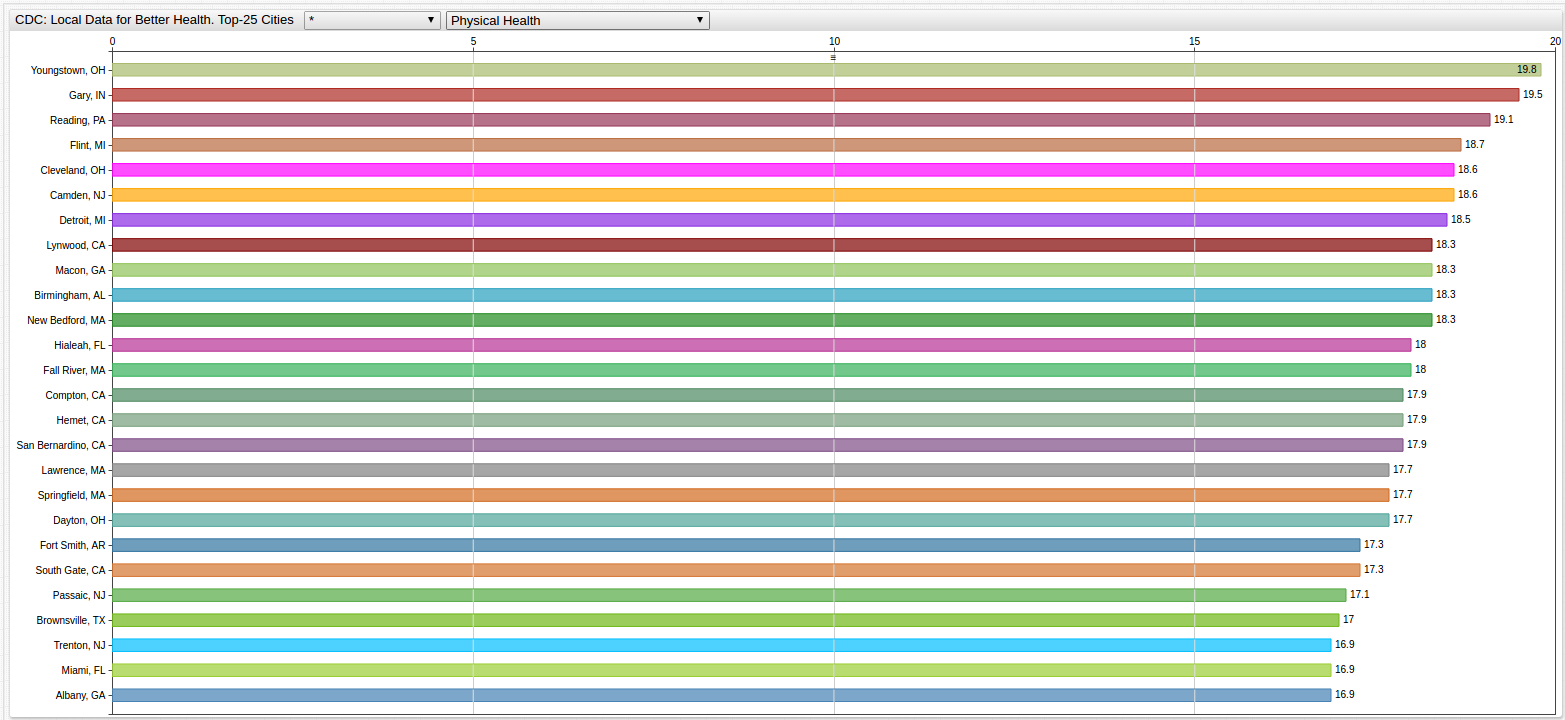 CDC: Local Data for Better Health. Top-25 Cities * ▼ Physical Health ▼
0 5 10 15 20
Youngstown, OH 19.8
Gary, IN 19.5
Reading, PA 19.1
Flint, MI 18.7
Cleveland, OH 18.6
Camden, NJ 18.6
Detroit, MI 18.5
Lynwood, CA 18.3
Macon, GA 18.3
Birmingham, AL 18.3
New Bedford, MA 18.3
Hialeah, FL 18
Fall River, MA 18
Compton, CA 17.9
Hemet, CA 17.9
San Bernardino, CA 17.9
Lawrence, MA 17.7
Springfield, MA 17.7
Dayton, OH 17.7
Fort Smith, AR 17.3
South Gate, CA 17.3
Passaic, NJ 17.1
Brownsville, TX 17
Trenton, NJ 16.9
Miami, FL 16.9
Albany, GA 16.9